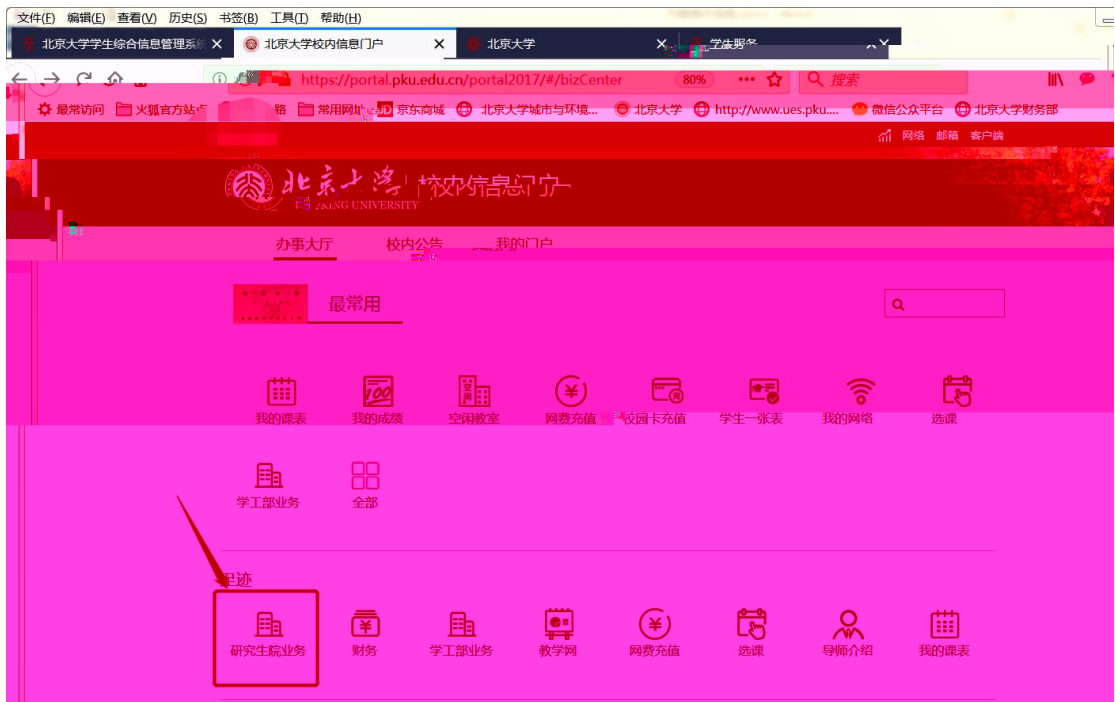 文件(F) 编辑(E) 查看(V) 历史(S) 书签(B) 工具(T) 帮助(H)
北京大学学生综合信息管理系统 × 北京大学校内信息门户 × 北京大学 × ×
https://portal.pku.edu.cn/portal2017/#/bizCenter 80% 搜索
最常访问 火狐官方站点 常用网址 京东商城 北京大学城市与环境... 北京大学 http://www.ues.pku.... 微信公众平台 北京大学财务部
网络 邮箱 客户端
北京大学 校内信息门户
PEKING UNIVERSITY
办事大厅 校内公告 我的门户
最常用
我的课表 我的成绩 空闲教室 网费充值 校园卡充值 学生一张表 我的网络 选课
学工部业务 全部
足迹
研究生院业务 财务 学工部业务 教学网 网费充值 选课 导师介绍 我的课表